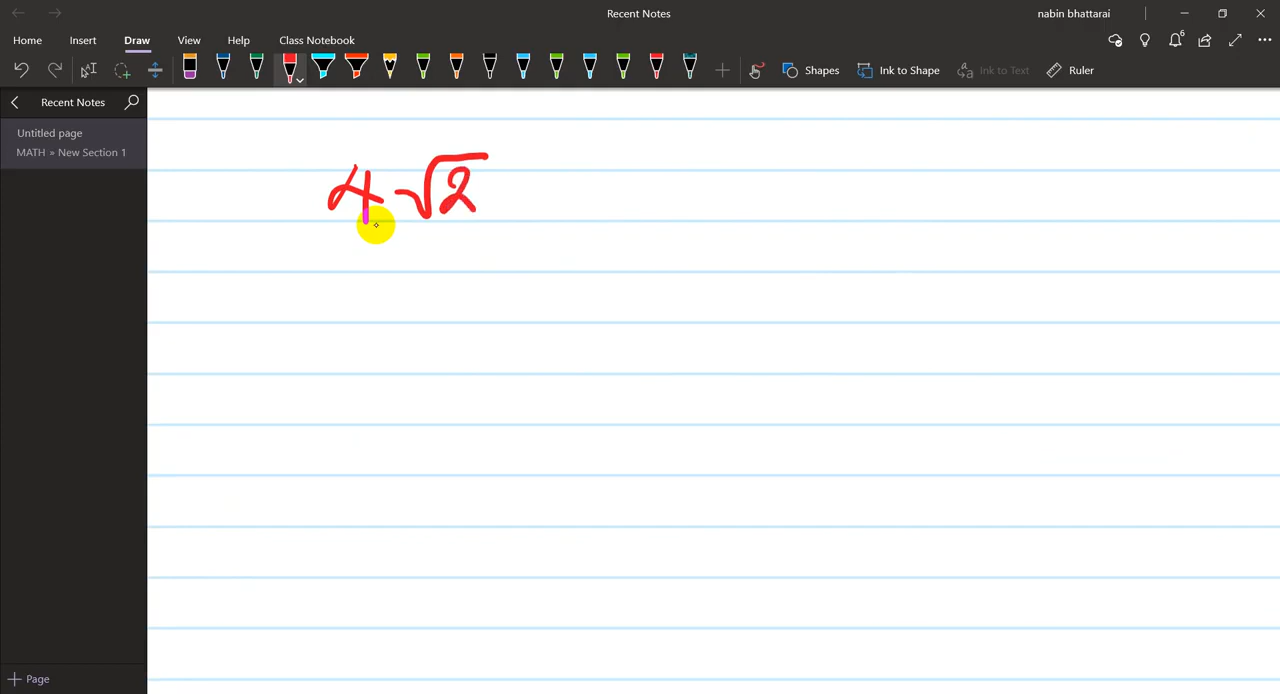 Recent Notes
nabin bhattarai
Home Insert Draw View Help Class Notebook
6
Shapes Ink to Shape Ink to Text Ruler
Recent Notes
Untitled page
MATH » New Section 1
4 √2
Page